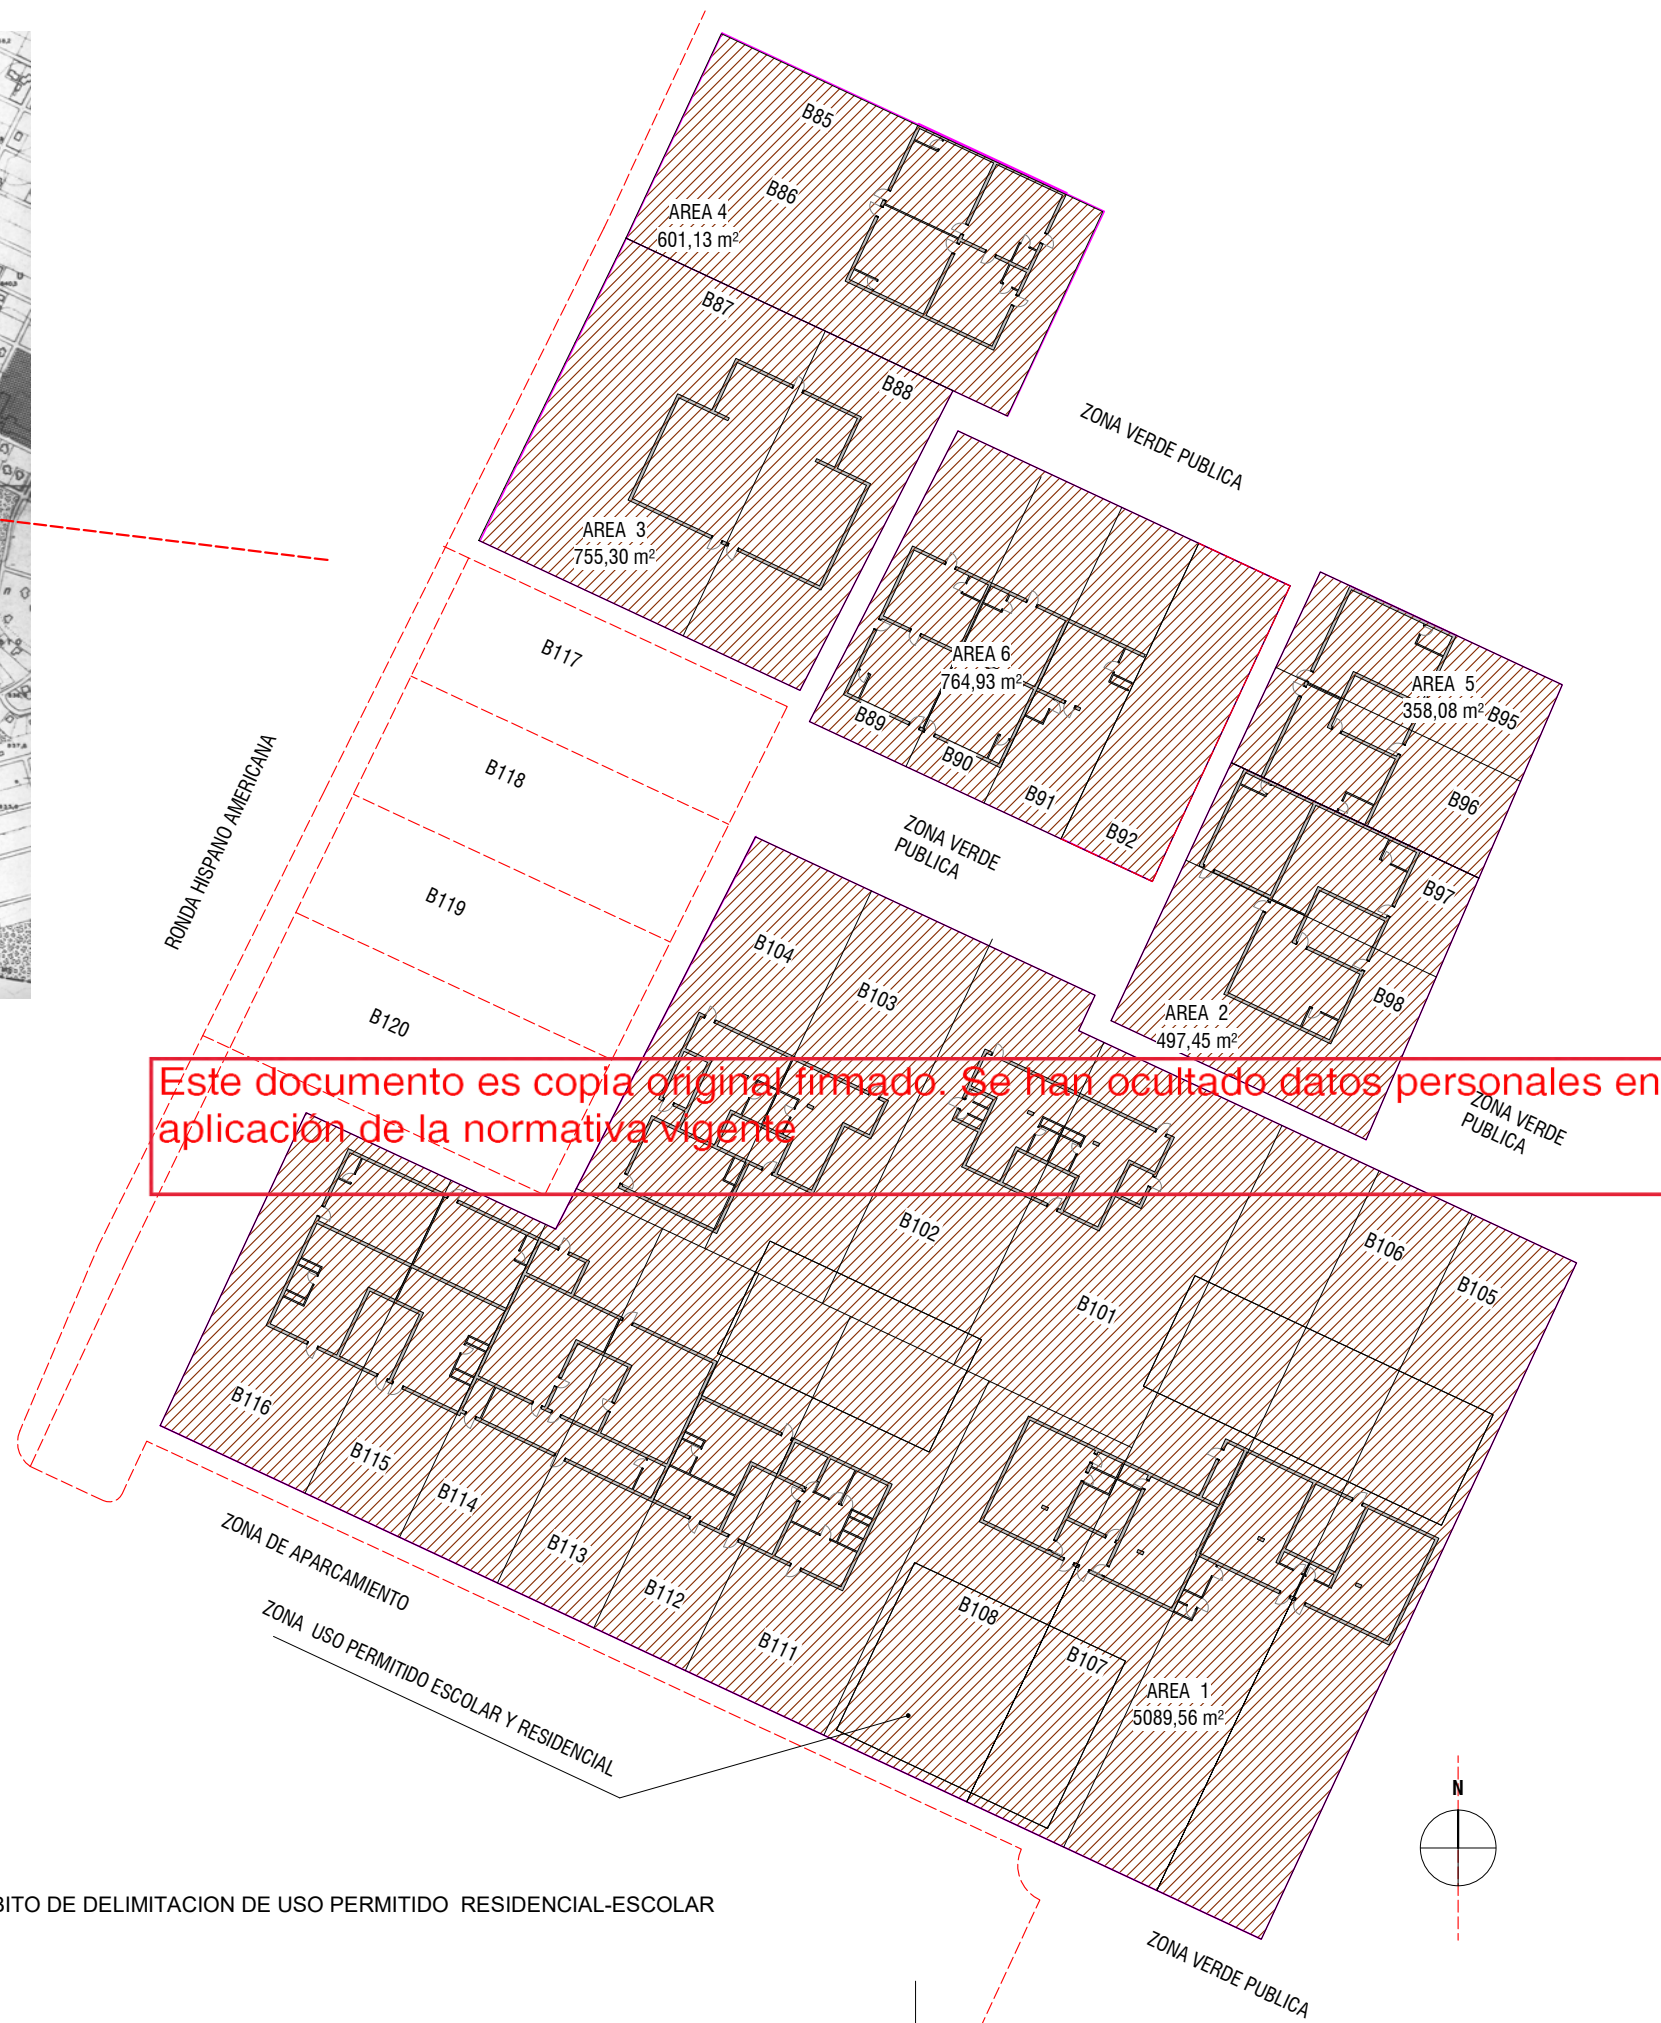 B85
B86
AREA 4
601,13 m²
B87
B88
ZONA VERDE PUBLICA
AREA 3
755,30 m²
B117
AREA 6
764,93 m²
B89
B90
B91
B92
AREA 5
358,08 m²
B95
B96
B97
B98
AREA 2
497,45 m²
B118
B119
B120
RONDA HISPANO AMERICANA
ZONA VERDE
PUBLICA
B104
B103
Este documento es copia original firmado. Se han ocultado datos personales en
aplicación de la normativa vigente
ZONA VERDE
PUBLICA
B102
B101
B106
B105
B116
B115
B114
B113
B112
B111
B108
B107
AREA 1
5089,56 m²
ZONA DE APARCAMIENTO
ZONA USO PERMITIDO ESCOLAR Y RESIDENCIAL
N
BITO DE DELIMITACION DE USO PERMITIDO RESIDENCIAL-ESCOLAR
ZONA VERDE PUBLICA